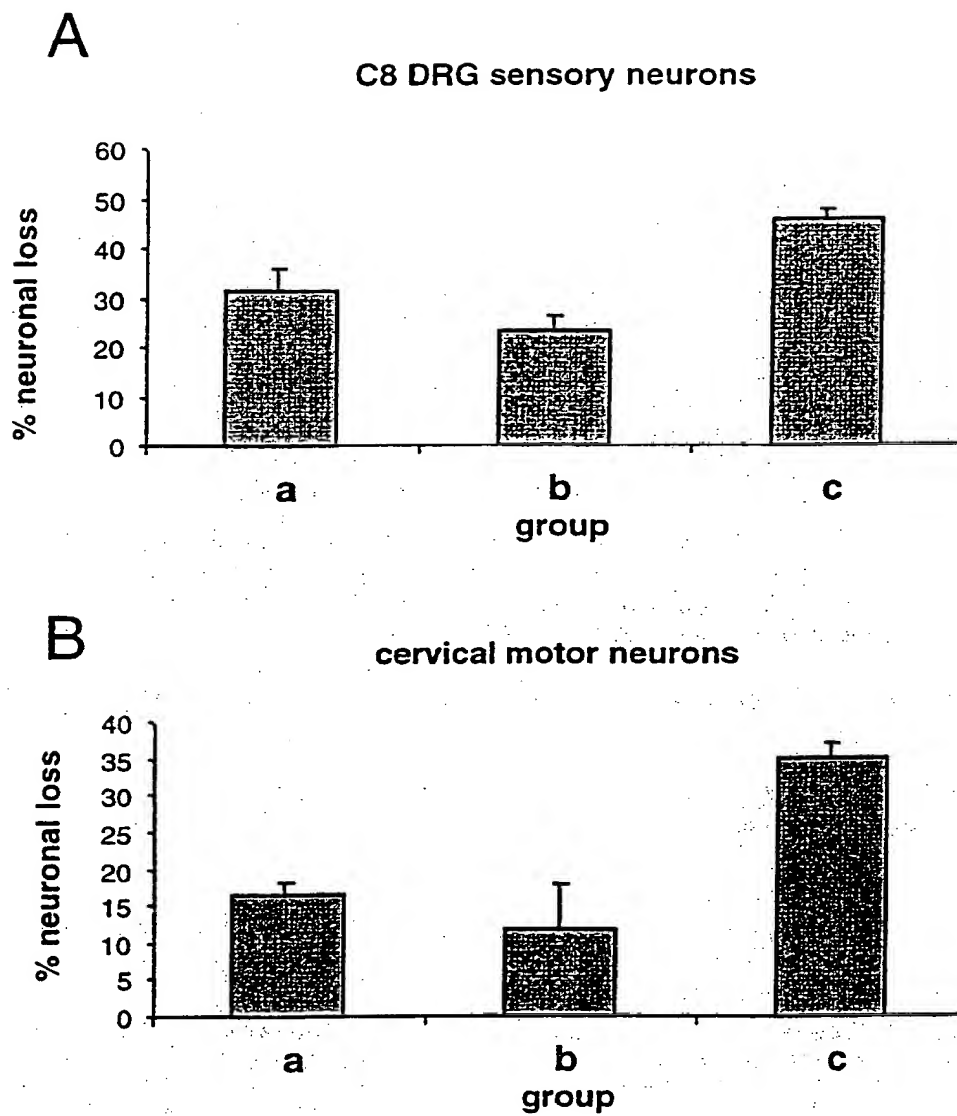 A
C8 DRG sensory neurons
% neuronal loss
60
50
40
30
20
10
0
a
b
c
group
B
cervical motor neurons
% neuronal loss
40
35
30
25
20
15
10
5
0
a
b
c
group